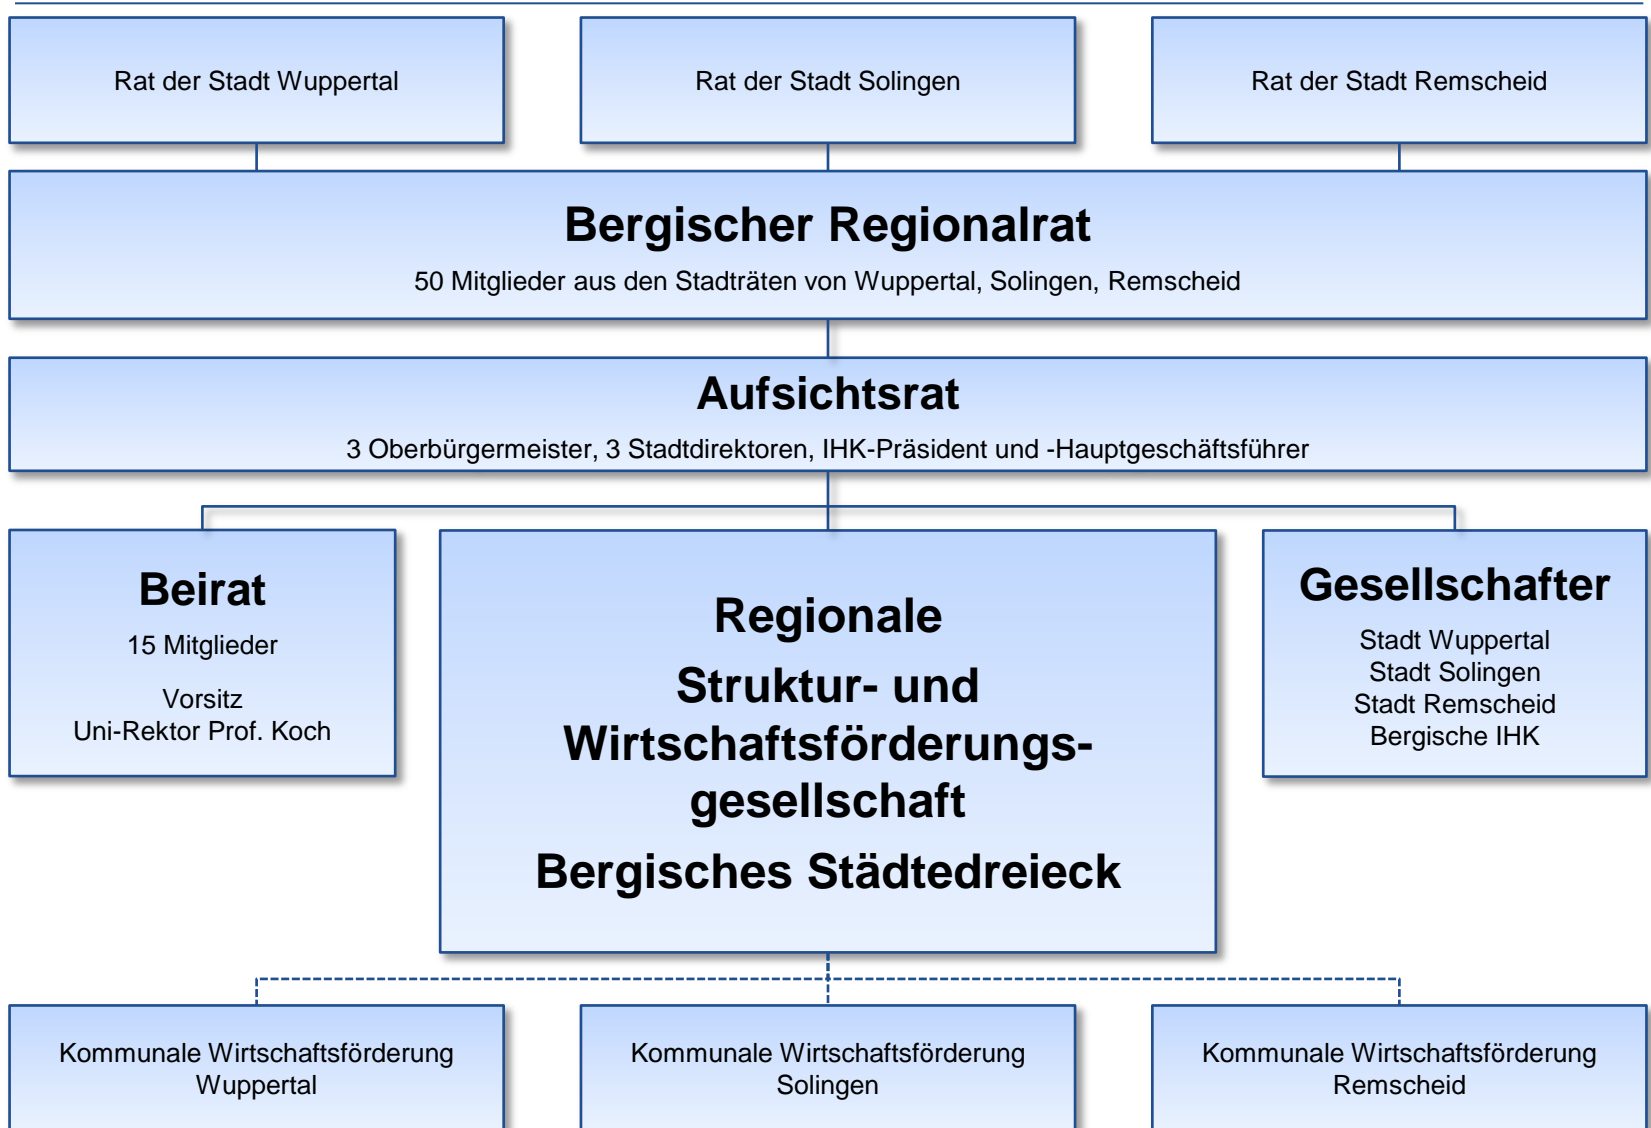 Rat der Stadt Wuppertal
Rat der Stadt Solingen
Rat der Stadt Remscheid
Bergischer Regionalrat
50 Mitglieder aus den Stadträten von Wuppertal, Solingen, Remscheid
Aufsichtsrat
3 Oberbürgermeister, 3 Stadtdirektoren, IHK-Präsident und -Hauptgeschäftsführer
Beirat
15 Mitglieder
Vorsitz
Uni-Rektor Prof. Koch
Regionale
Struktur- und
Wirtschaftsförderungs-
gesellschaft
Bergisches Städtedreieck
Gesellschafter
Stadt Wuppertal
Stadt Solingen
Stadt Remscheid
Bergische IHK
Kommunale Wirtschaftsförderung
Wuppertal
Kommunale Wirtschaftsförderung
Solingen
Kommunale Wirtschaftsförderung
Remscheid